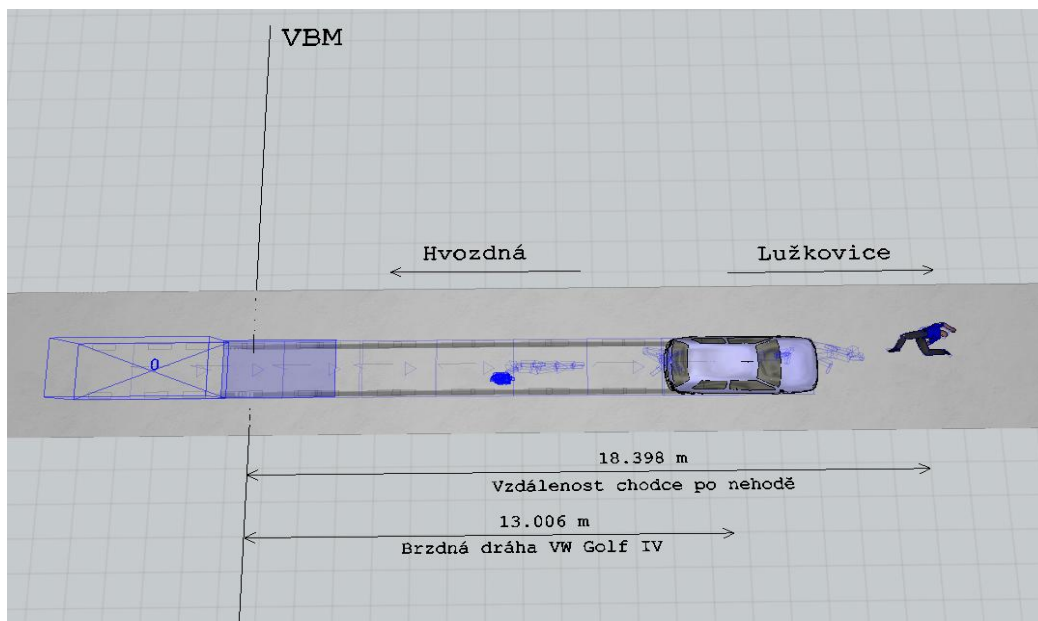 VBM
Hvozdná
Lužkovice
0
18.398 m
Vzdálenost chodce po nehodě
13.006 m
Brzdná dráha VW Golf IV